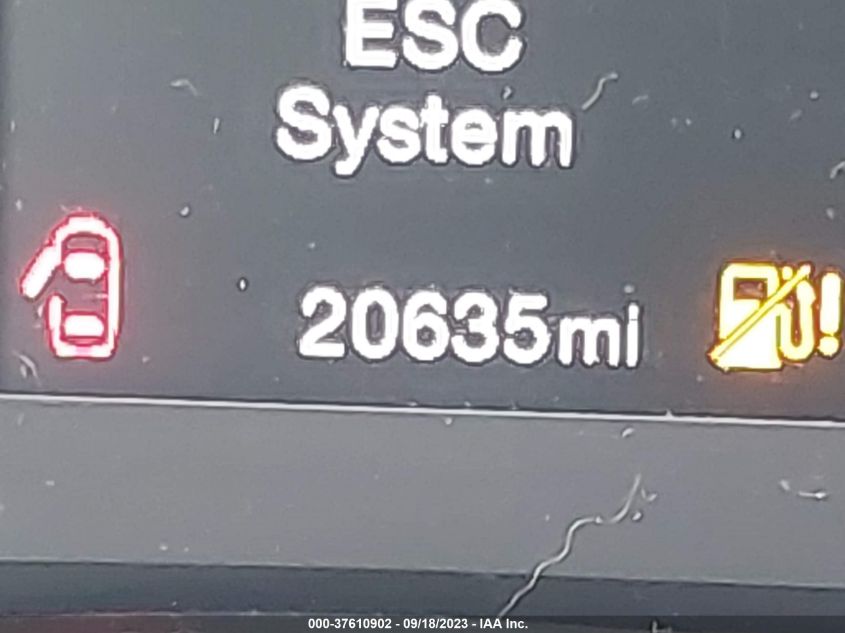 ESC
System
20635mi
000-37610902 - 09/18/2023 - IAA Inc.